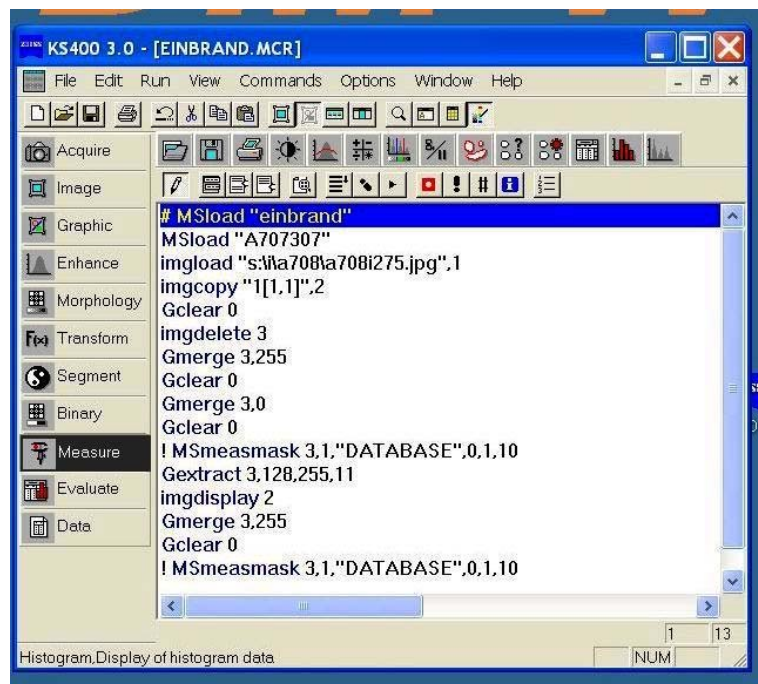 ZEISS KS400 3.0 - [EINBRAND.MCR]
File Edit Run View Commands Options Window Help
Acquire
Image
Graphic
Enhance
Morphology
F(x) Transform
Segment
Binary
Measure
Evaluate
Data
# MSload "einbrand"
MSload "A707307"
imgload "s:\i\a708\a708i275.jpg",1
imgcopy "1[1,1]",2
Gclear 0
imgdelete 3
Gmerge 3,255
Gclear 0
Gmerge 3,0
Gclear 0
! MSmeasmask 3,1,"DATABASE",0,1,10
Gextract 3,128,255,11
imgdisplay 2
Gmerge 3,255
Gclear 0
! MSmeasmask 3,1,"DATABASE",0,1,10
1 13
Histogram,Display of histogram data NUM